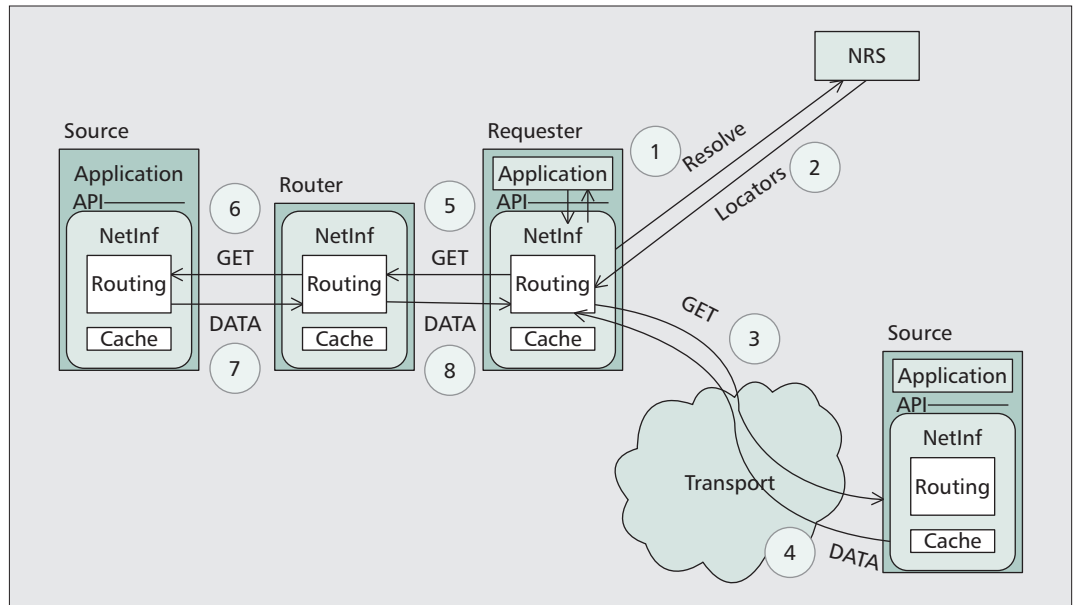 NRS
Source
Application
API
NetInf
Routing
Cache
6
GET
DATA
7
Router
NetInf
Routing
Cache
5
GET
DATA
8
Requester
Application
API
NetInf
Routing
Cache
1
Resolve
2
Locators
GET
3
Transport
4
DATA
Source
Application
API
NetInf
Routing
Cache